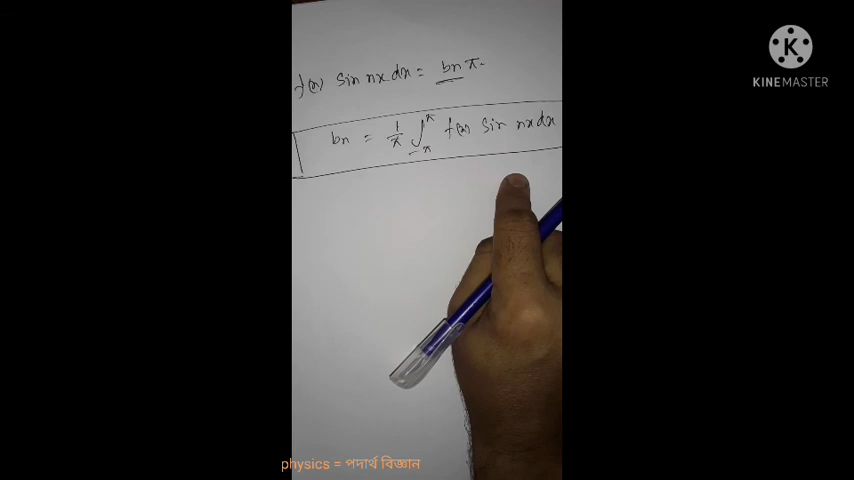 f(x) sin nx dx = bn π.
bn = 1/π ∫_{-π}^{π} f(x) sin nx dx
K
KINEMASTER
physics = পদার্থ বিজ্ঞান